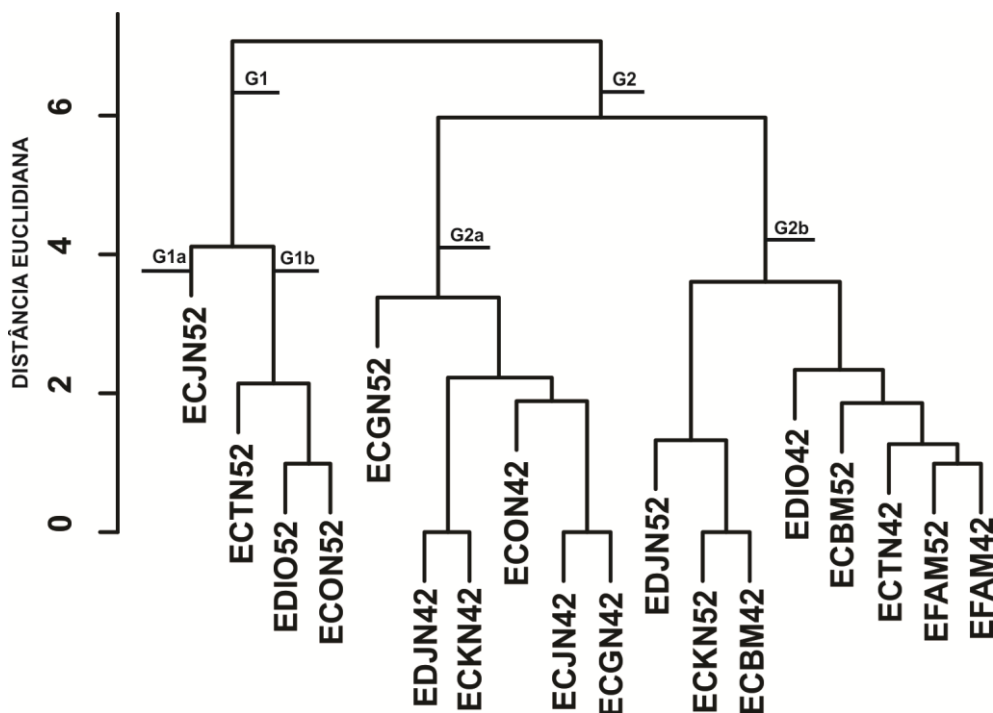 DISTÂNCIA EUCLIDIANA
6
4
2
0
G1
G2
G1a
G1b
G2a
G2b
ECJN52
ECTN52
EDIO52
ECON52
ECGN52
EDJN42
ECKN42
ECON42
ECJN42
ECGN42
EDJN52
ECKN52
ECBM42
EDIO42
ECBM52
ECTN42
EFAM52
EFAM42